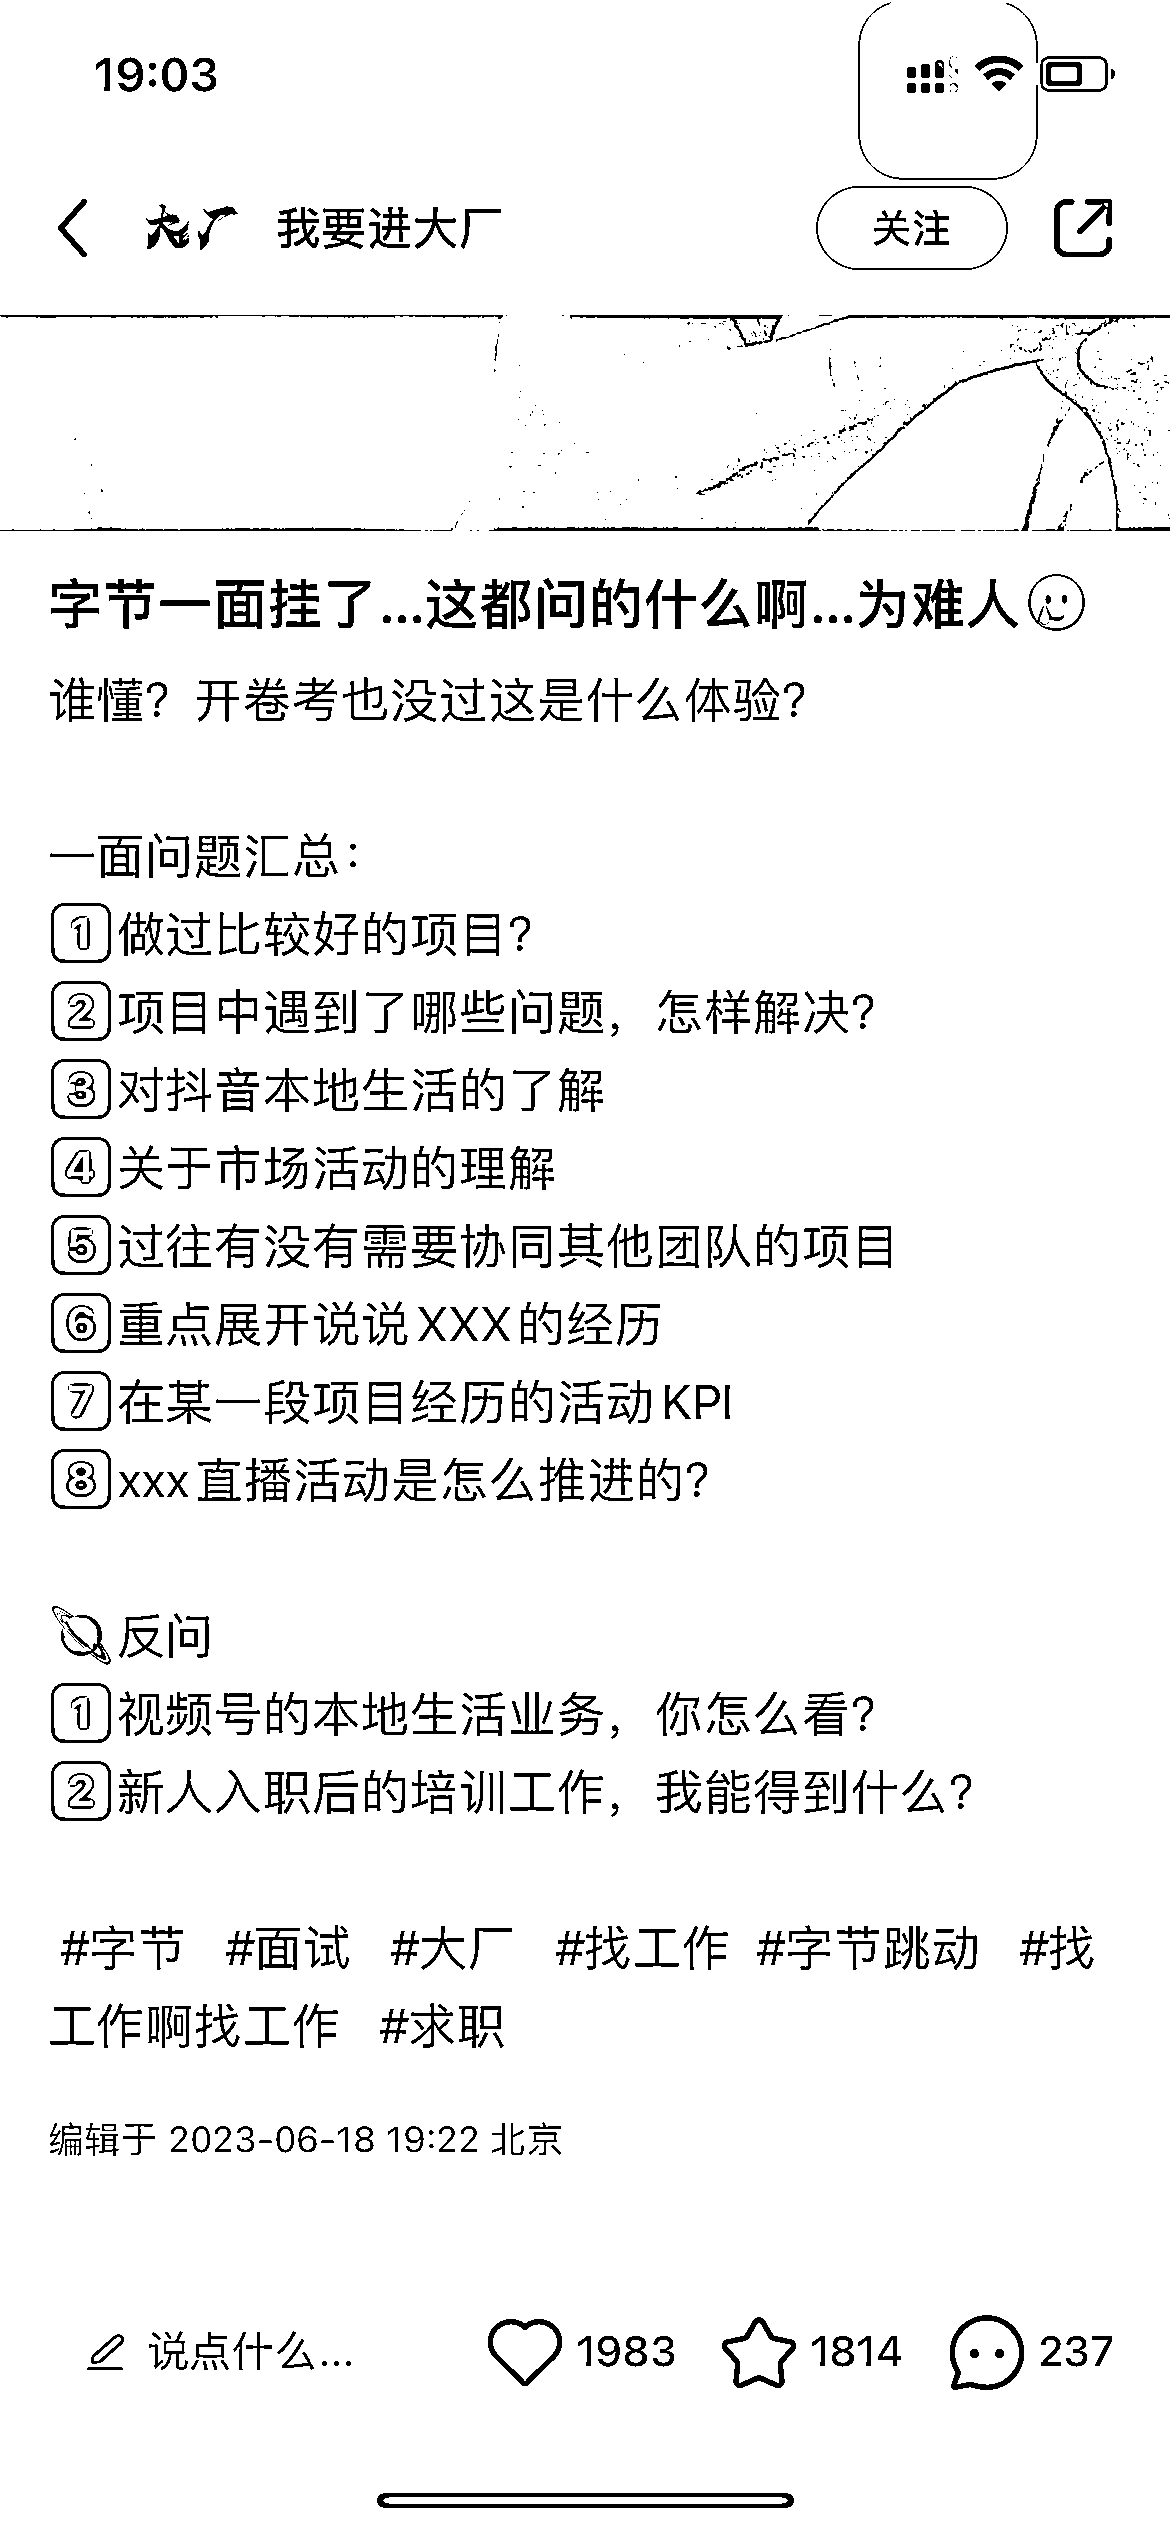 19:03
大厂 我要进大厂 关注
字节一面挂了...这都问的什么啊...为难人
谁懂？开卷考也没过这是什么体验？
一面问题汇总：
1做过比较好的项目？
2项目中遇到了哪些问题，怎样解决？
3对抖音本地生活的了解
4关于市场活动的理解
5过往有没有需要协同其他团队的项目
6重点展开说说XXX的经历
7在某一段项目经历的活动KPI
8xxx直播活动是怎么推进的？
🪐反问
1视频号的本地生活业务，你怎么看？
2新人入职后的培训工作，我能得到什么？
#字节 #面试 #大厂 #找工作 #字节跳动 #找
工作啊找工作 #求职
编辑于 2023-06-18 19:22 北京
说点什么... 1983 1814 237